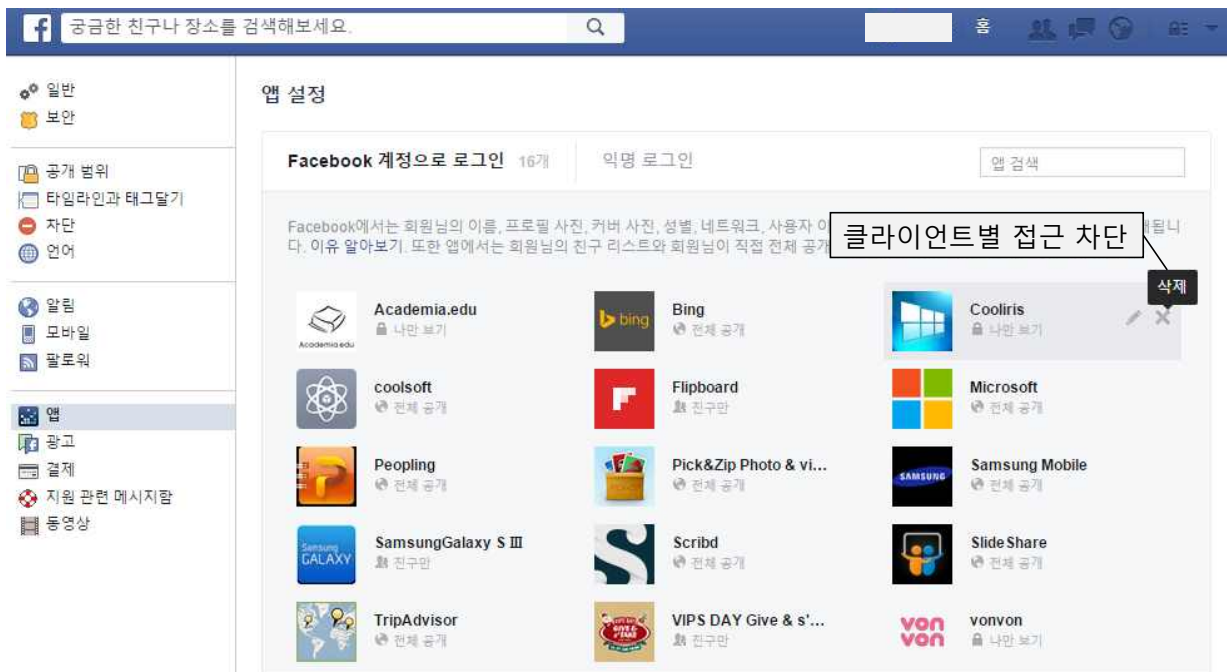 궁금한 친구나 장소를 검색해보세요.
홈
일반
보안
공개 범위
타임라인과 태그달기
차단
언어
알림
모바일
팔로워
앱
광고
결제
지원 관련 메시지함
동영상
앱 설정
Facebook 계정으로 로그인 16개
익명 로그인
앱 검색
Facebook에서는 회원님의 이름, 프로필 사진, 커버 사진, 성별, 네트워크, 사용자
다. 이유 알아보기. 또한 앱에서는 회원님의 친구 리스트와 회원님이 직접 전체 공개
클라이언트별 접근 차단
삭제
Academia.edu
나만 보기
Academia.edu
bing
Bing
전체 공개
Cooliris
나만 보기
coolsoft
전체 공개
Flipboard
친구만
Microsoft
전체 공개
Peopling
전체 공개
Pick&Zip Photo & vi...
전체 공개
SAMSUNG
Samsung Mobile
전체 공개
Samsung
GALAXY
SamsungGalaxy S III
친구만
Scribd
전체 공개
SlideShare
전체 공개
TripAdvisor
전체 공개
VIPS DAY Give & s'...
친구만
von
von
vonvon
나만 보기